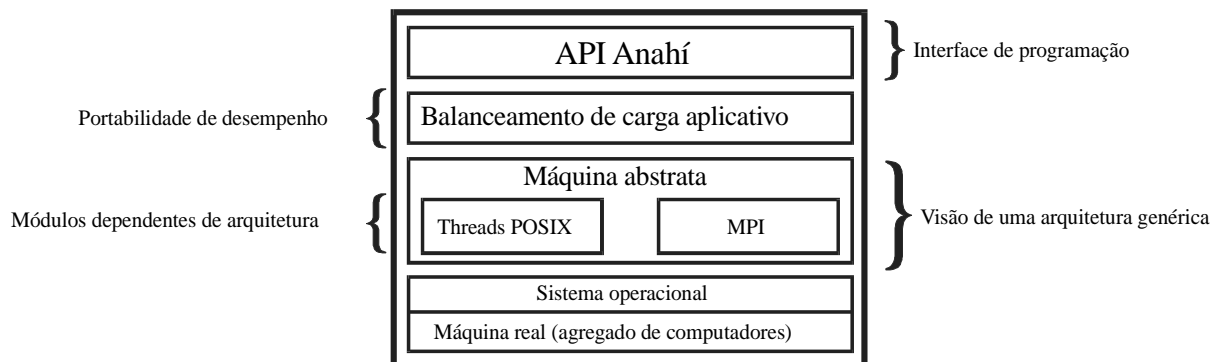 API Anahí
Interface de programação
Portabilidade de desempenho
Balanceamento de carga aplicativo
Máquina abstrata
Módulos dependentes de arquitetura
Threads POSIX
MPI
Visão de uma arquitetura genérica
Sistema operacional
Máquina real (agregado de computadores)